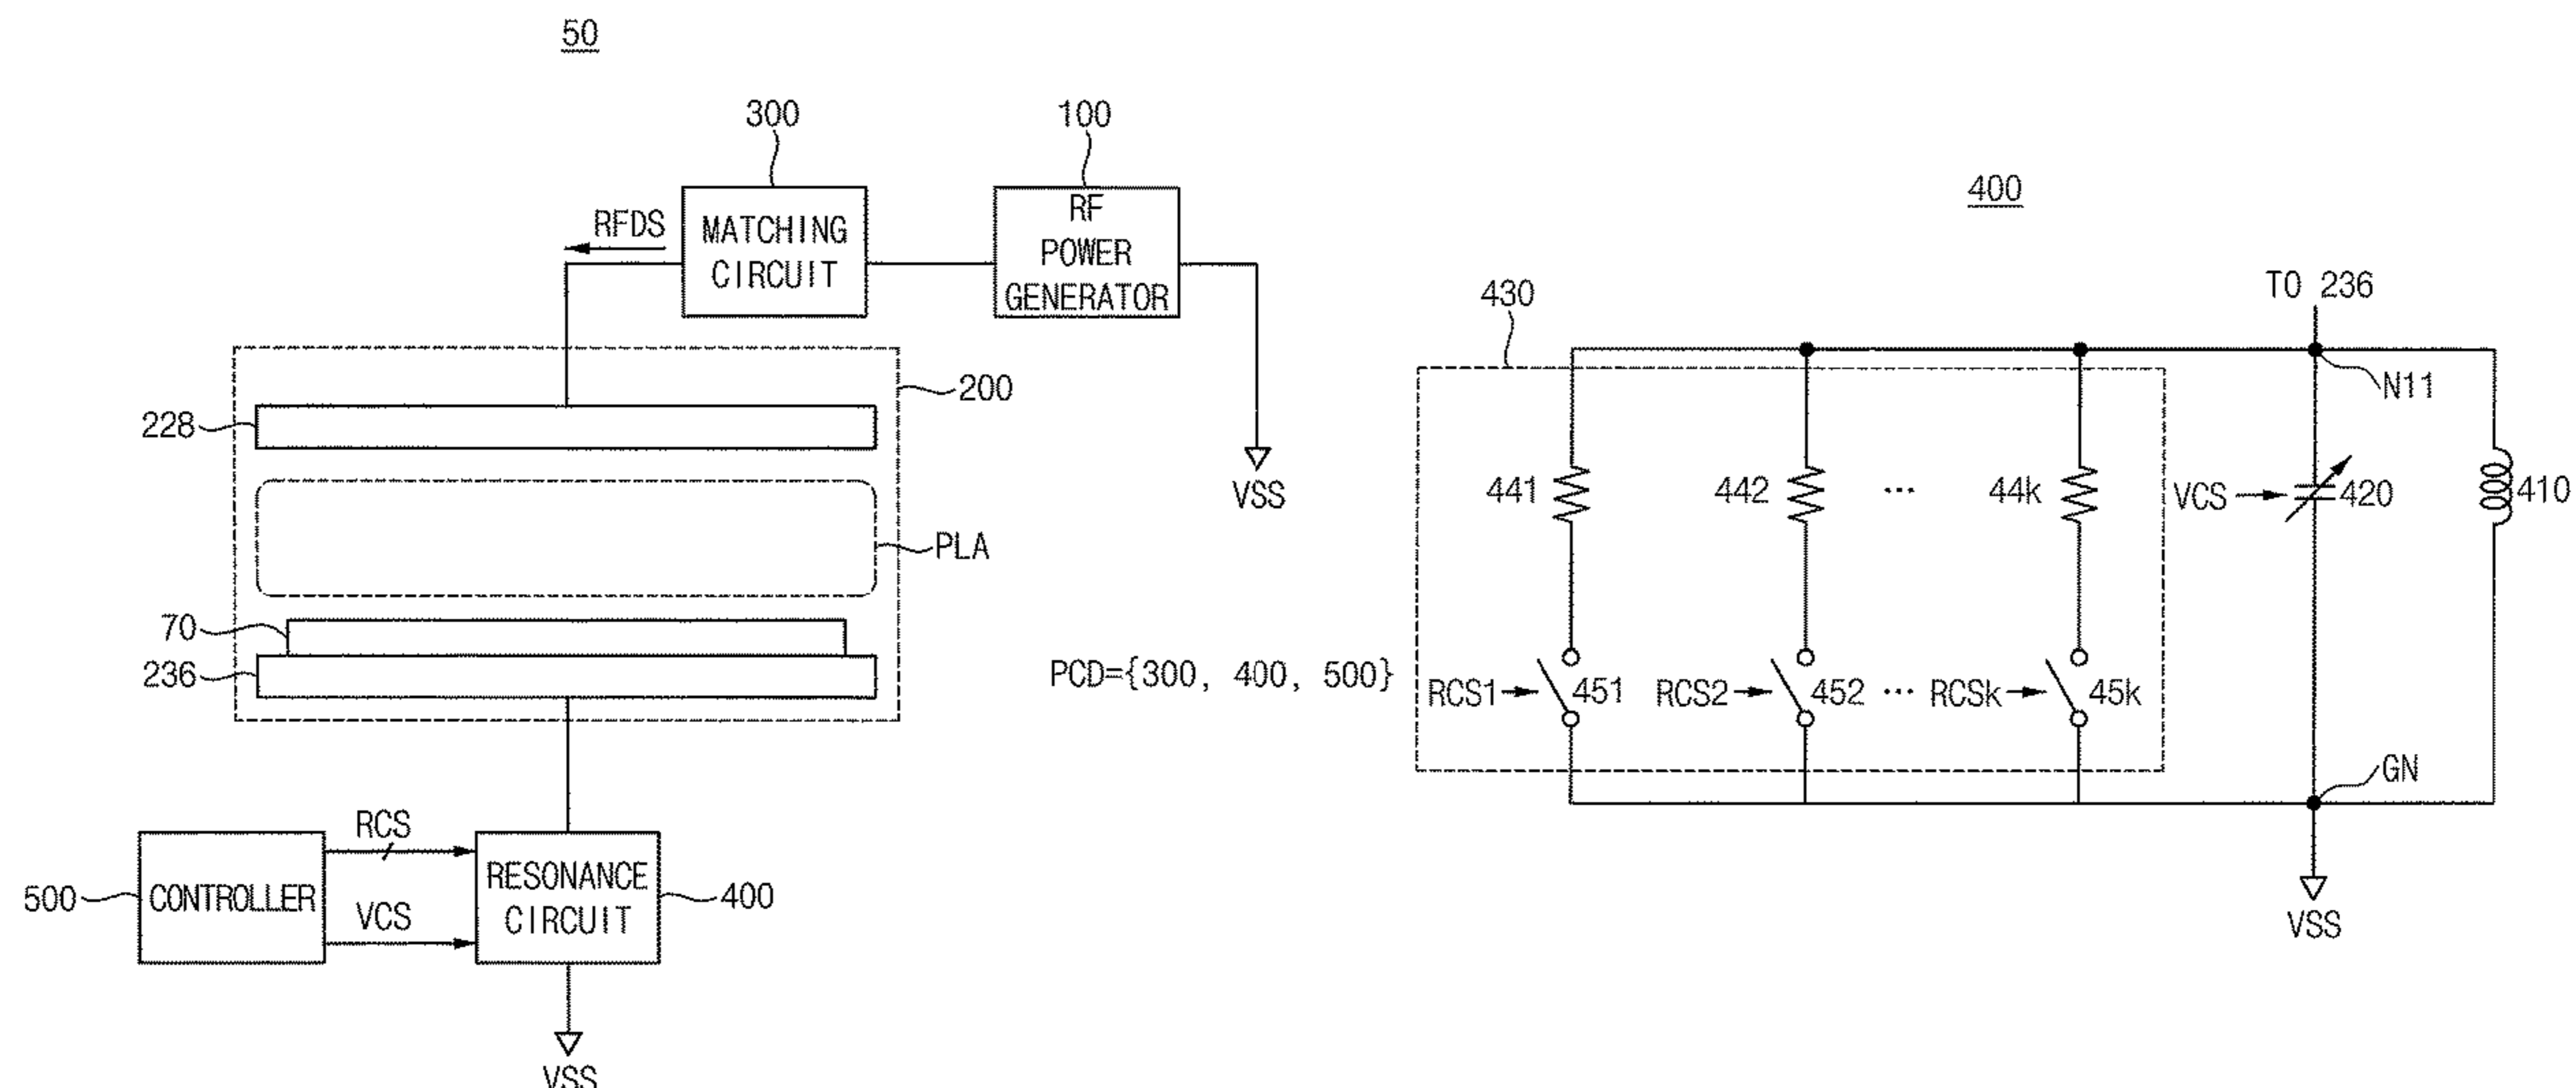 50
300
100
RFDS
MATCHING
CIRCUIT
RF
POWER
GENERATOR
VSS
200
228
PLA
70
236
PCD={300, 400, 500}
RCS
VCS
500
CONTROLLER
RESONANCE
CIRCUIT
400
VSS
400
TO 236
430
N11
441
442
...
44k
VCS
420
410
RCS1
451
RCS2
452
...
RCSk
45k
GN
VSS